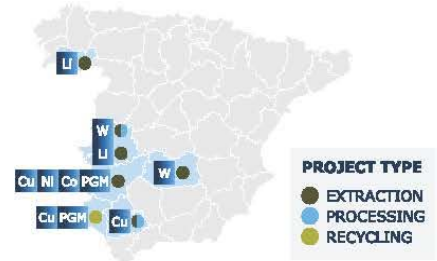 LI
W
LI
W
Cu NI Co PGM
Cu PGM
Cu
PROJECT TYPE
EXTRACTION
PROCESSING
RECYCLING